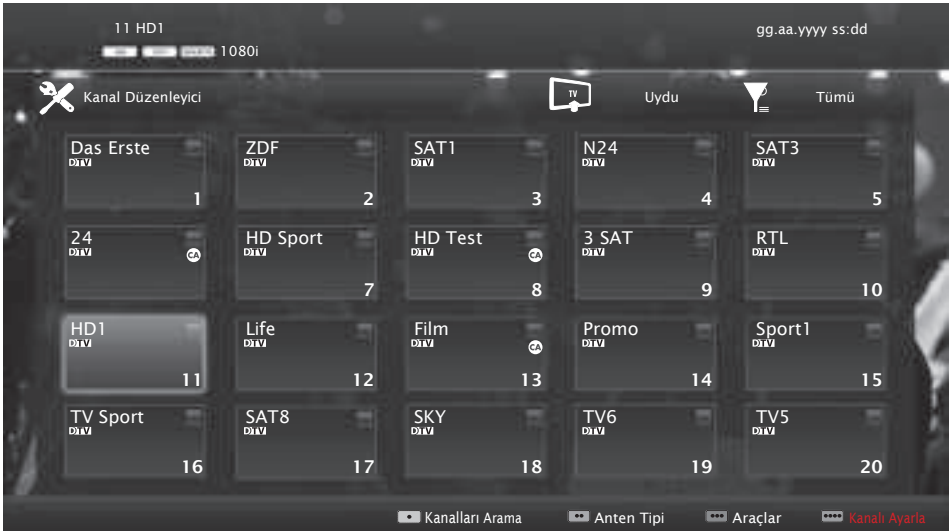 11 HD1
gg.aa.yyyy ss:dd
1080i
Kanal Düzenleyici
TV
Uydu
Tümü
Das Erste ZDF SAT1 N24 SAT3
DTV DTV DTV DTV DTV
1 2 3 4 5
24 HD Sport HD Test 3 SAT RTL
DTV DTV DTV DTV DTV
CA CA
7 8 9 10
HD1 Life Film Promo Sport1
DTV DTV DTV DTV DTV
CA
11 12 13 14 15
TV Sport SAT8 SKY TV6 TV5
DTV DTV DTV DTV DTV
16 17 18 19 20
Kanalları Arama Anten Tipi Araçlar Kanalı Ayarla